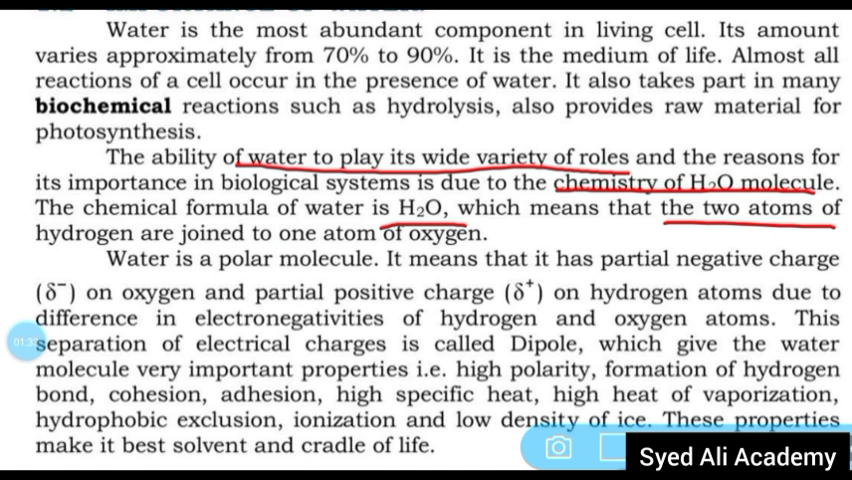 Water is the most abundant component in living cell. Its amount
varies approximately from 70% to 90%. It is the medium of life. Almost all
reactions of a cell occur in the presence of water. It also takes part in many
biochemical reactions such as hydrolysis, also provides raw material for
photosynthesis.
The ability of water to play its wide variety of roles and the reasons for
its importance in biological systems is due to the chemistry of H₂O molecule.
The chemical formula of water is H₂O, which means that the two atoms of
hydrogen are joined to one atom of oxygen.
Water is a polar molecule. It means that it has partial negative charge
(δ⁻) on oxygen and partial positive charge (δ⁺) on hydrogen atoms due to
difference in electronegativities of hydrogen and oxygen atoms. This
separation of electrical charges is called Dipole, which give the water
molecule very important properties i.e. high polarity, formation of hydrogen
bond, cohesion, adhesion, high specific heat, high heat of vaporization,
hydrophobic exclusion, ionization and low density of ice. These properties
make it best solvent and cradle of life.
Syed Ali Academy